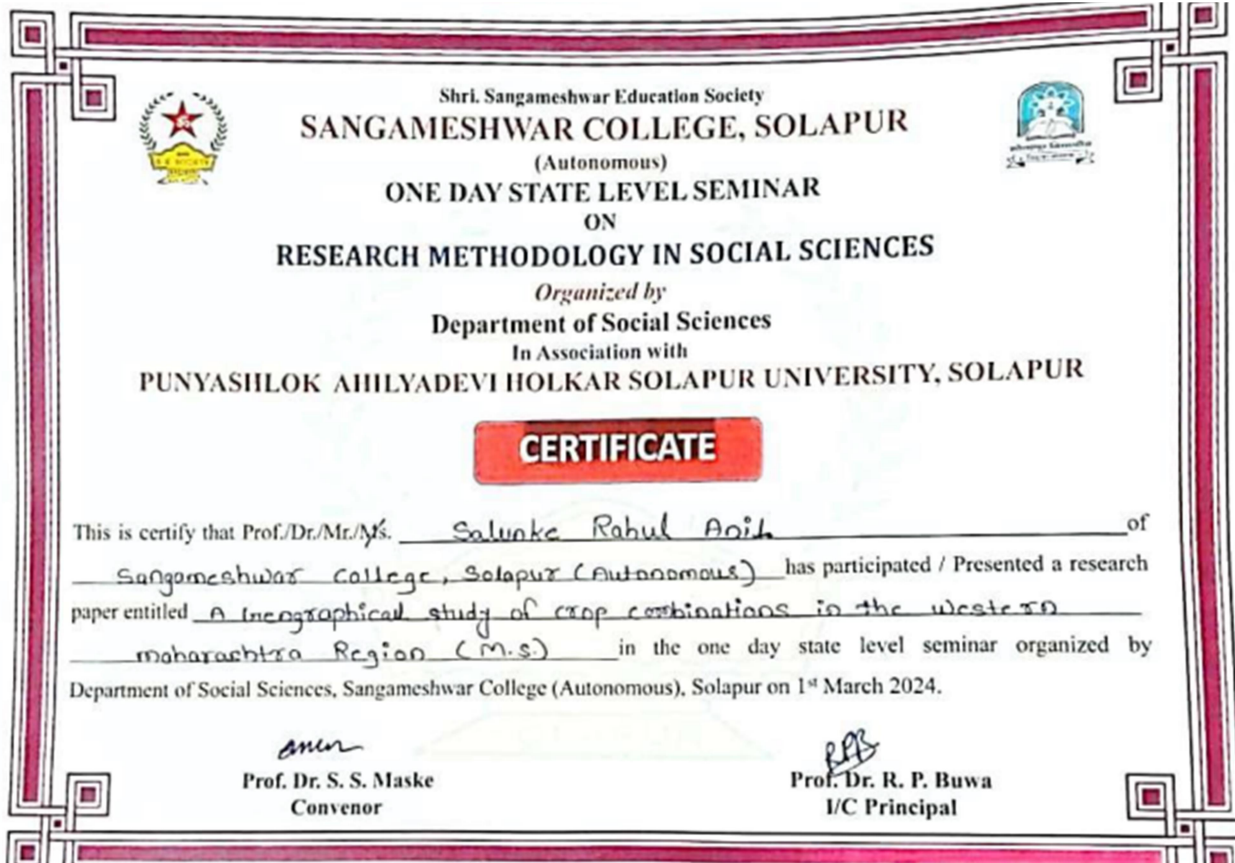 Shri. Sangameshwar Education Society
SANGAMESHWAR COLLEGE, SOLAPUR
(Autonomous)
ONE DAY STATE LEVEL SEMINAR
ON
RESEARCH METHODOLOGY IN SOCIAL SCIENCES
Organized by
Department of Social Sciences
In Association with
PUNYASHLOK AHILYADEVI HOLKAR SOLAPUR UNIVERSITY, SOLAPUR
CERTIFICATE
This is certify that Prof./Dr./Mr./Ms. Salunke Rahul Anil of
Sangameshwar College, Solapur (Autonomous) has participated / Presented a research
paper entitled A study of crop combinations in the western
maharashtra Region (M.S.) in the one day state level seminar organized by
Department of Social Sciences, Sangameshwar College (Autonomous), Solapur on 1st March 2024.
Prof. Dr. S. S. Maske
Convenor
Prof. Dr. R. P. Buwa
I/C Principal